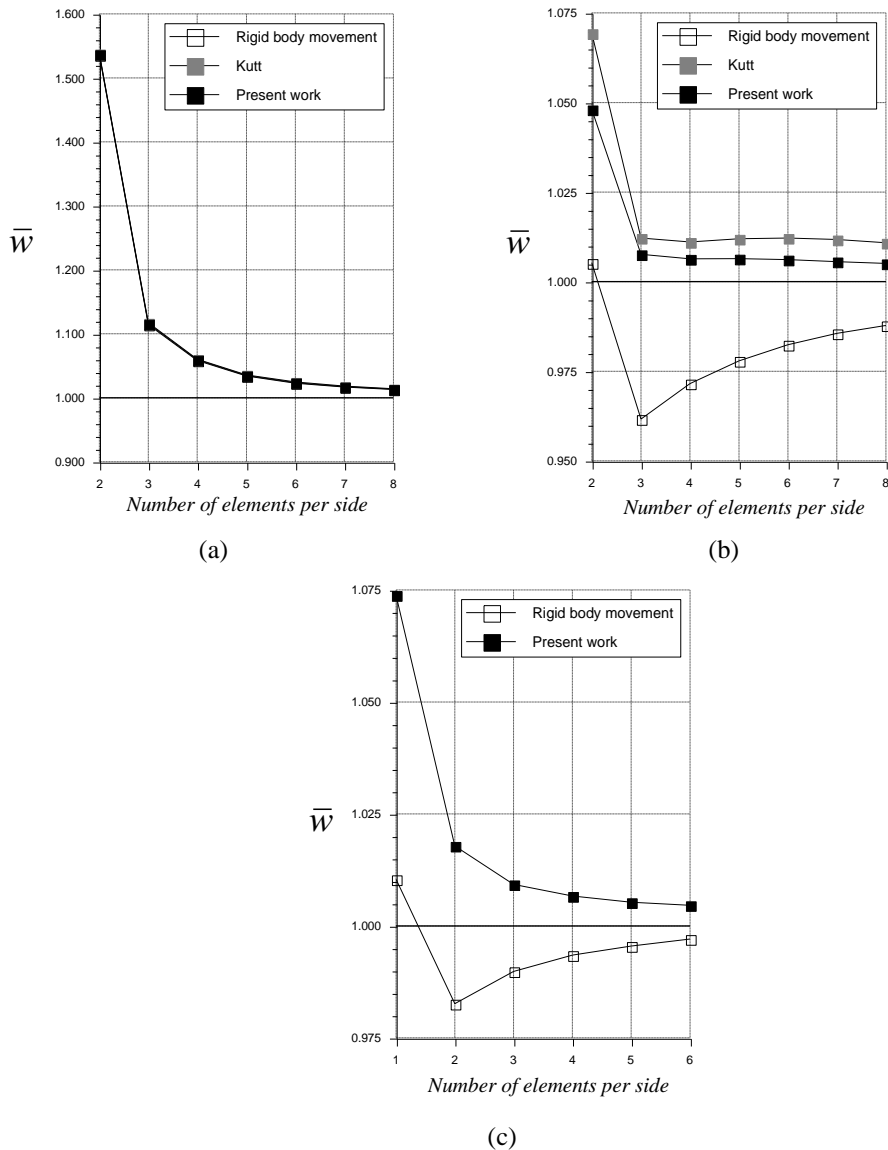 1.600
1.500
1.400
1.300
1.200
1.100
1.000
0.900
w̅
Rigid body movement
Kutt
Present work
2 3 4 5 6 7 8
Number of elements per side
(a)
1.075
1.050
1.025
1.000
0.975
0.950
w̅
Rigid body movement
Kutt
Present work
2 3 4 5 6 7 8
Number of elements per side
(b)
1.075
1.050
1.025
1.000
0.975
w̅
Rigid body movement
Present work
1 2 3 4 5 6
Number of elements per side
(c)